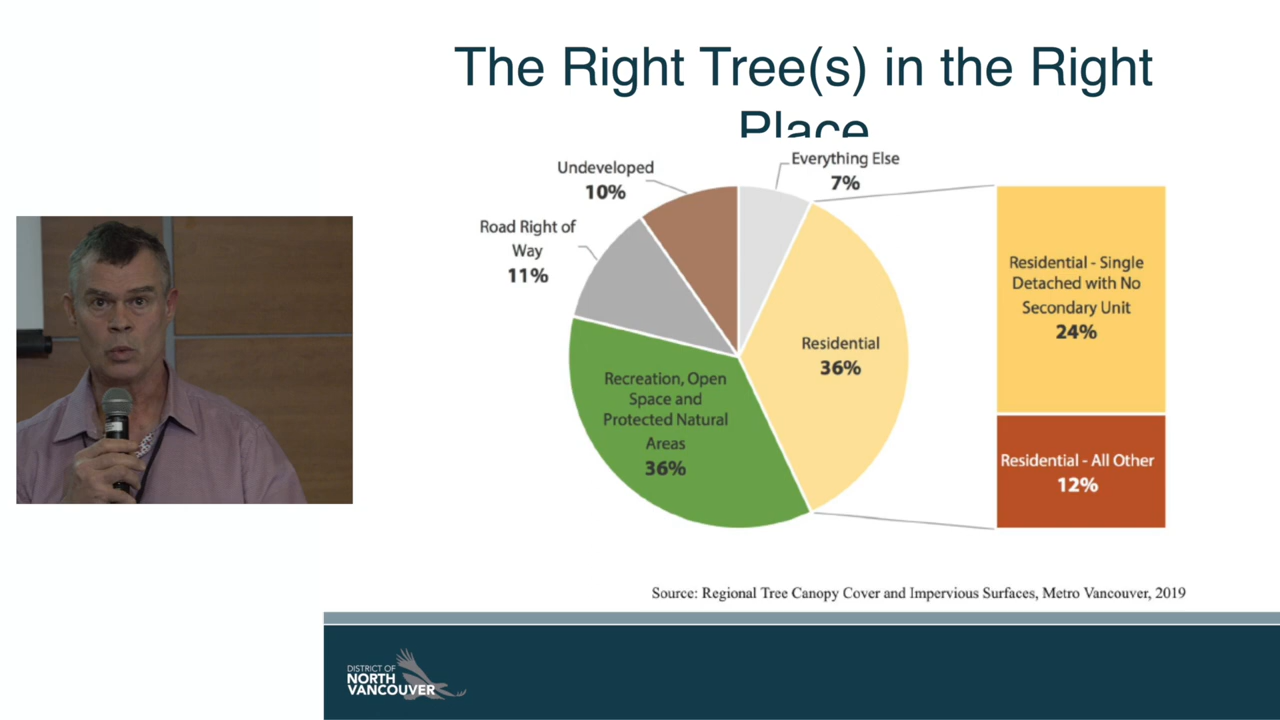 The Right Tree(s) in the Right
Place
Everything Else
7%
Undeveloped
10%
Road Right of
Way
11%
Residential
36%
Recreation, Open
Space and
Protected Natural
Areas
36%
Residential - Single
Detached with No
Secondary Unit
24%
Residential - All Other
12%
Source: Regional Tree Canopy Cover and Impervious Surfaces, Metro Vancouver, 2019
DISTRICT OF
NORTH
VANCOUVER